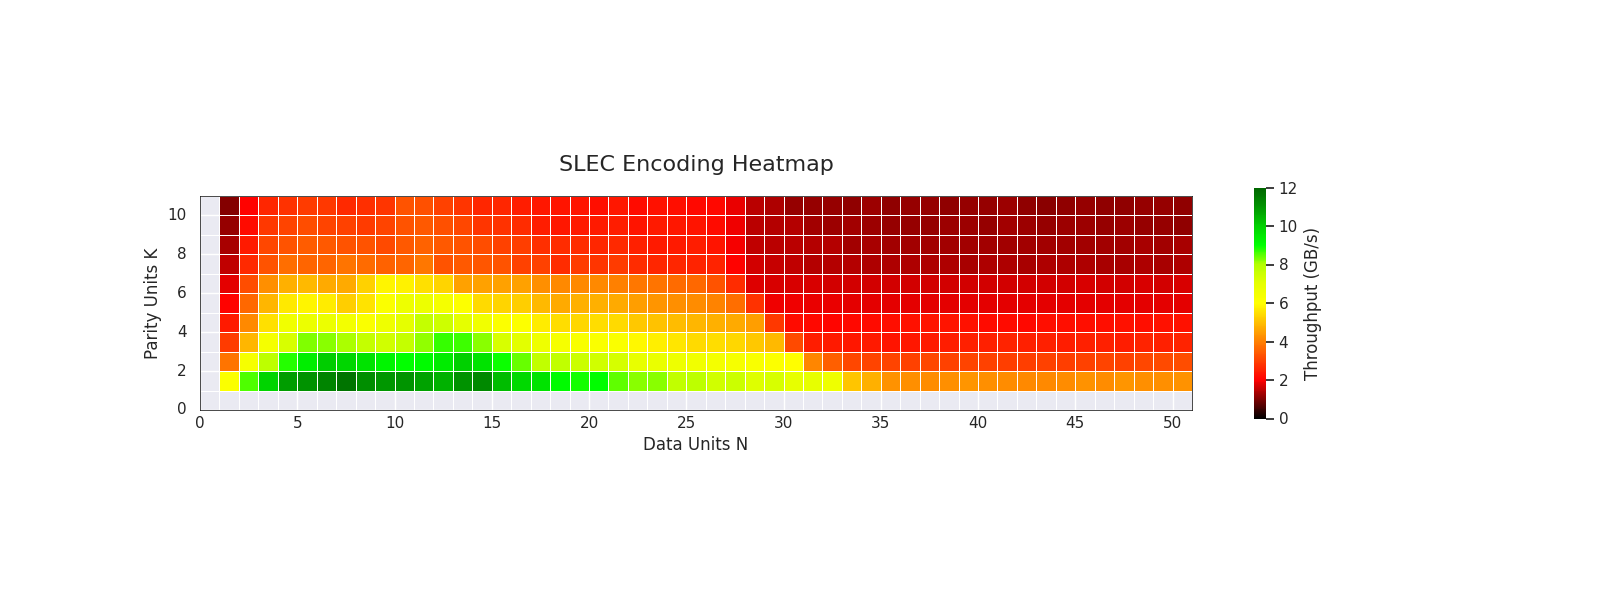 SLEC Encoding Heatmap
Parity Units K
10
8
6
4
2
0
0 5 10 15 20 25 30 35 40 45 50
Data Units N
12
10
8
6
4
2
0
Throughput (GB/s)